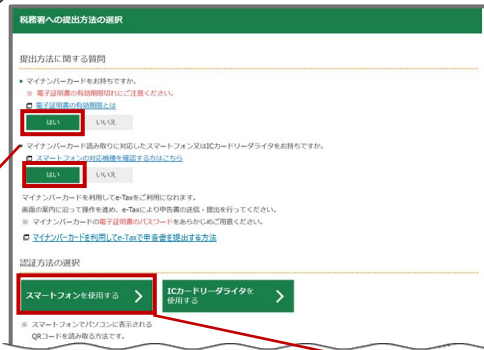 税務署への提出方法の選択
提出方法に関する質問
マイナンバーカードをお持ちですか。
※ 電子証明書の有効期限切れにご注意ください。
電子証明書の有効期限とは
はい いいえ
マイナンバーカード読み取りに対応したスマートフォン又はICカードリーダライタをお持ちですか。
スマートフォンの対応機種を確認する方はこちら
はい いいえ
マイナンバーカードを利用してe-Taxをご利用になれます。
画面の案内に沿って操作を進め、e-Taxにより申告書の送信・提出を行ってください。
※ マイナンバーカードの電子証明書のパスワードをあらかじめご用意ください。
マイナンバーカードを利用してe-Taxで申告書を提出する方法
認証方法の選択
スマートフォンを使用する
ICカードリーダライタを
使用する
※ スマートフォンでパソコンに表示される
QRコードを読み取る方法です。